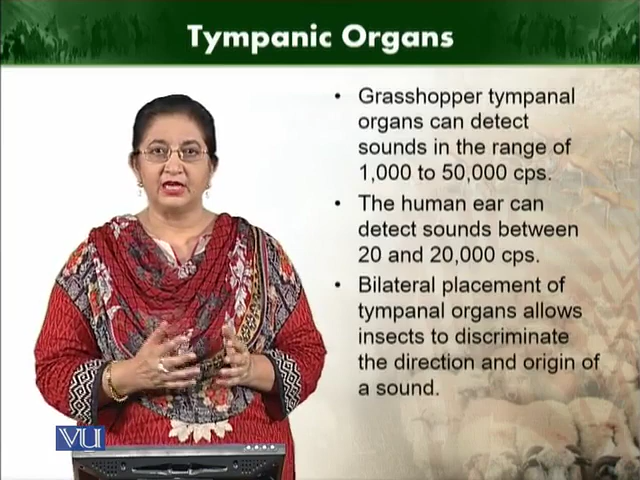 Tympanic Organs
• Grasshopper tympanal
organs can detect
sounds in the range of
1,000 to 50,000 cps.
• The human ear can
detect sounds between
20 and 20,000 cps.
• Bilateral placement of
tympanal organs allows
insects to discriminate
the direction and origin of
a sound.
VU